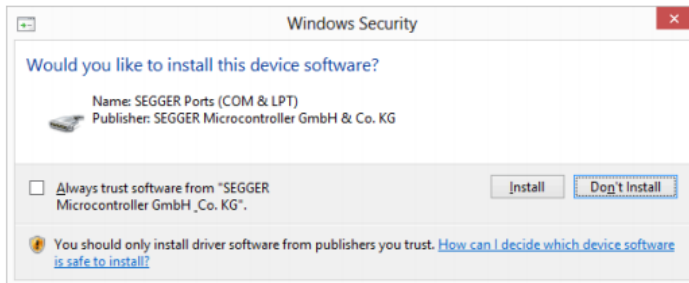 Windows Security
Would you like to install this device software?
Name: SEGGER Ports (COM & LPT)
Publisher: SEGGER Microcontroller GmbH & Co. KG
Always trust software from "SEGGER
Microcontroller GmbH _Co. KG".
Install
Don't Install
You should only install driver software from publishers you trust. How can I decide which device software
is safe to install?